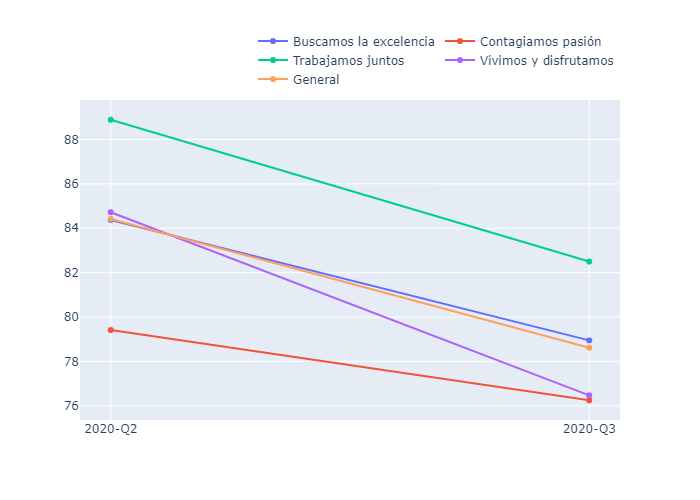 Buscamos la excelencia Contagiamos pasión
Trabajamos juntos Vivimos y disfrutamos
General
88
86
84
82
80
78
76
2020-Q2 2020-Q3